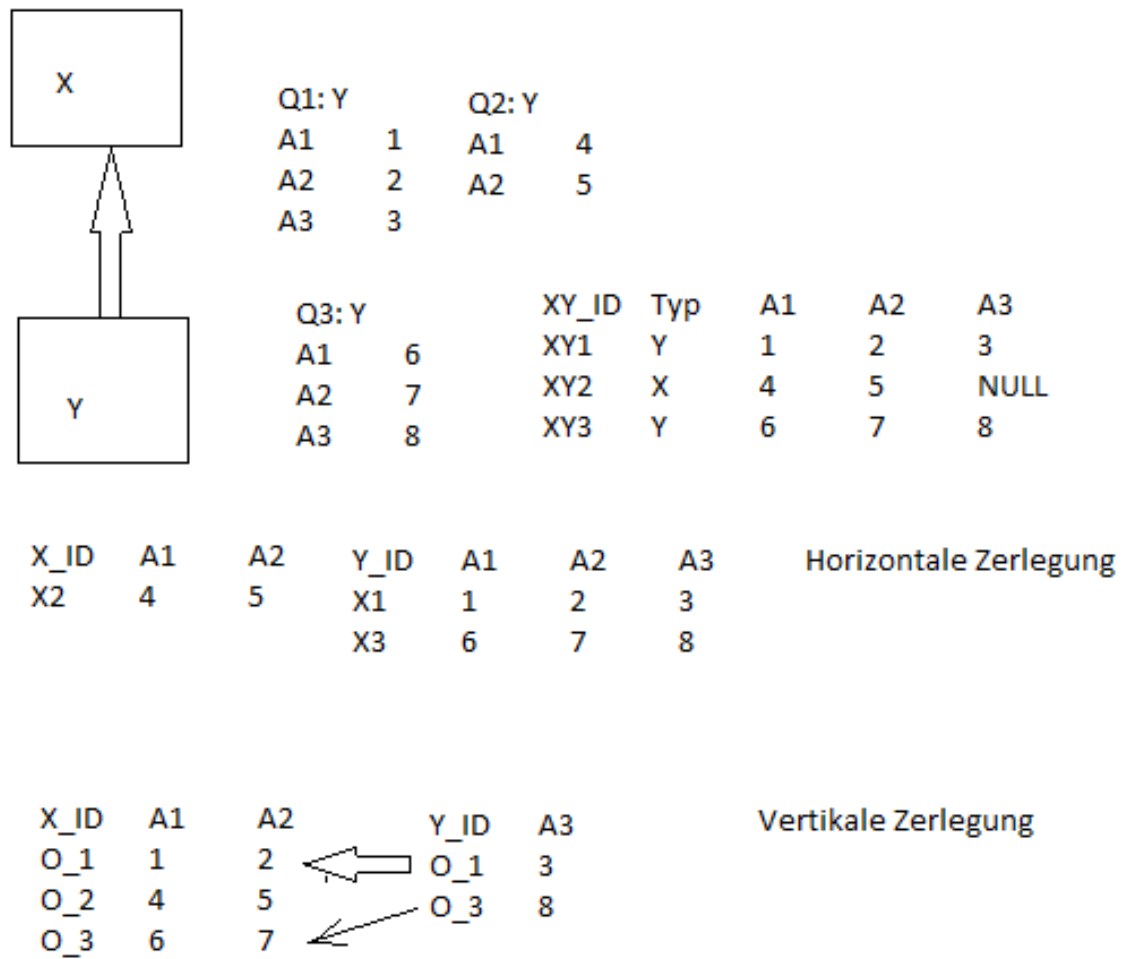 X
Q1: Y
A1 1
A2 2
A3 3
Q2: Y
A1 4
A2 5
Y
Q3: Y
A1 6
A2 7
A3 8
XY_ID Typ A1 A2 A3
XY1 Y 1 2 3
XY2 X 4 5 NULL
XY3 Y 6 7 8
X_ID A1 A2
X2 4 5
Y_ID A1 A2 A3
X1 1 2 3
X3 6 7 8
Horizontale Zerlegung
X_ID A1 A2
O_1 1 2
O_2 4 5
O_3 6 7
Y_ID A3
O_1 3
O_3 8
Vertikale Zerlegung